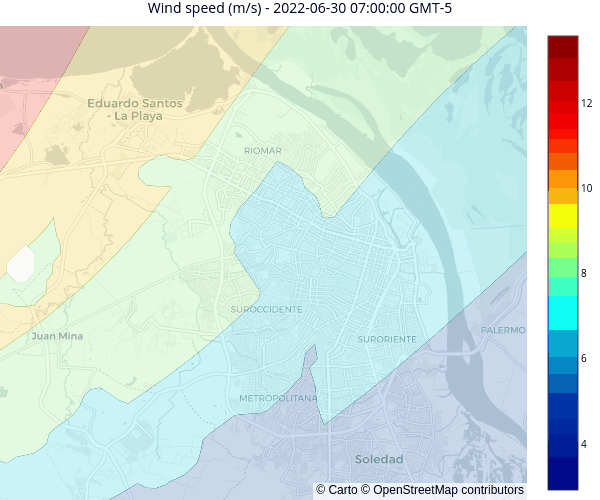 Wind speed (m/s) - 2022-06-30 07:00:00 GMT-5
Eduardo Santos
- La Playa
12
RIOMAR
10
8
SUROCCIDENTE
PALERMO
Juan Mina
SURORIENTE
6
METROPOLITANA
4
Soledad
© Carto © OpenStreetMap contributors